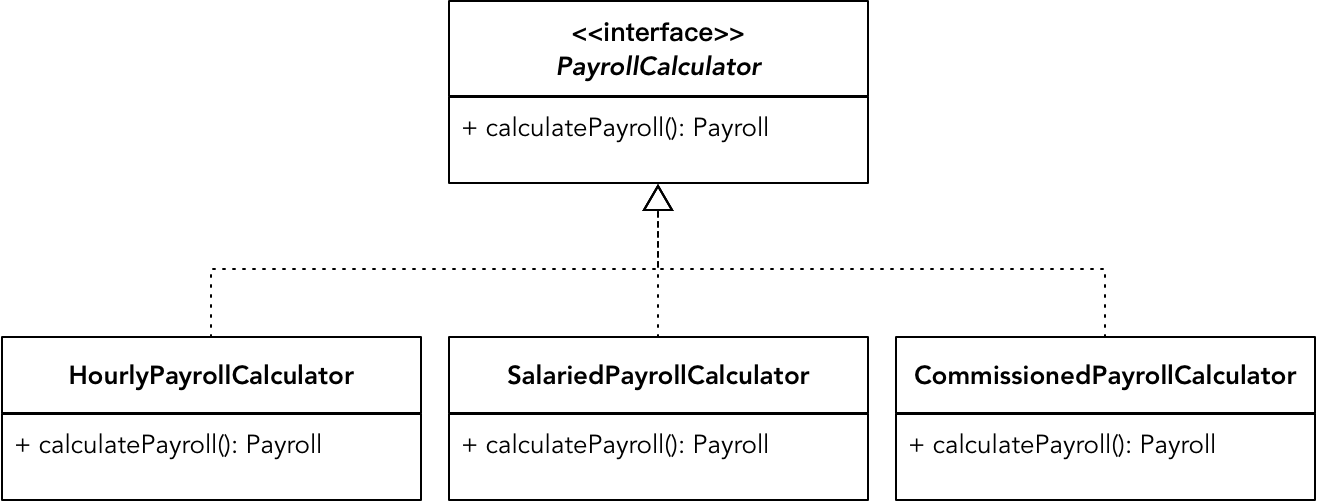 <<interface>>
PayrollCalculator
+ calculatePayroll(): Payroll
HourlyPayrollCalculator
+ calculatePayroll(): Payroll
SalariedPayrollCalculator
+ calculatePayroll(): Payroll
CommissionedPayrollCalculator
+ calculatePayroll(): Payroll